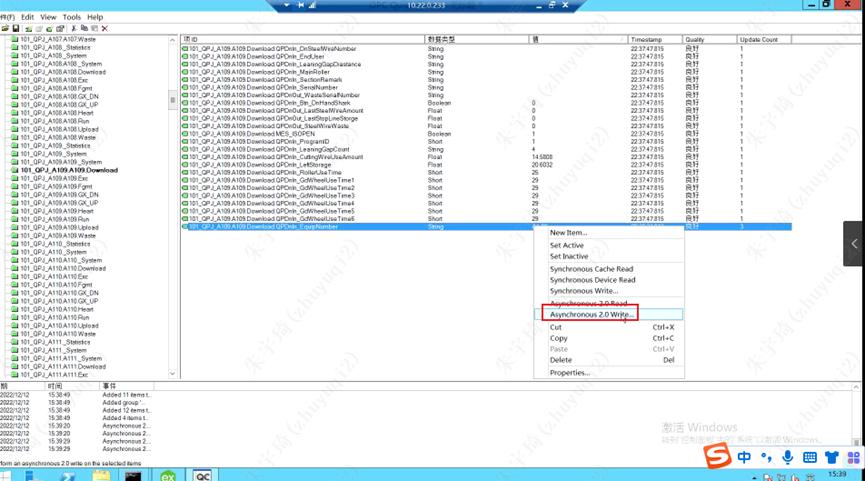 10.22.0.233
件(F) Edit View Tools Help
101_QPJ_A107.A107.Waste
101_QPJ_A108._Statistics
101_QPJ_A108._System
101_QPJ_A108.A108._System
101_QPJ_A108.A108.Download
101_QPJ_A108.A108.Exc
101_QPJ_A108.A108.Fgmt
101_QPJ_A108.A108.GX_DN
101_QPJ_A108.A108.GX_UP
101_QPJ_A108.A108.Heart
101_QPJ_A108.A108.Run
101_QPJ_A108.A108.Upload
101_QPJ_A108.A108.Waste
101_QPJ_A109._Statistics
101_QPJ_A109._System
101_QPJ_A109.A109._System
101_QPJ_A109.A109.Download
101_QPJ_A109.A109.Exc
101_QPJ_A109.A109.Fgmt
101_QPJ_A109.A109.GX_DN
101_QPJ_A109.A109.GX_UP
101_QPJ_A109.A109.Heart
101_QPJ_A109.A109.Run
101_QPJ_A109.A109.Upload
101_QPJ_A109.A109.Waste
101_QPJ_A110._Statistics
101_QPJ_A110._System
101_QPJ_A110.A110._System
101_QPJ_A110.A110.Download
101_QPJ_A110.A110.Exc
101_QPJ_A110.A110.Fgmt
101_QPJ_A110.A110.GX_DN
101_QPJ_A110.A110.GX_UP
101_QPJ_A110.A110.Heart
101_QPJ_A110.A110.Run
101_QPJ_A110.A110.Upload
101_QPJ_A110.A110.Waste
101_QPJ_A111._Statistics
101_QPJ_A111._System
101_QPJ_A111.A111._System
101_QPJ_A111.A111.Download
101_QPJ_A111.A111.Exc
项 ID 数据类型 值 Timestamp Quality Update Count
101_QPJ_A109.A109.Download.QPDnIn_OnSteelWireNumber String 22:37:47.815 良好 1
101_QPJ_A109.A109.Download.QPDnIn_EndUser String 22:37:47.815 良好 1
101_QPJ_A109.A109.Download.QPDnIn_LearingGapDiastance String 22:37:47.815 良好 1
101_QPJ_A109.A109.Download.QPDnIn_MainRoller String 22:37:47.815 良好 1
101_QPJ_A109.A109.Download.QPDnIn_SectionRemark String 22:37:47.815 良好 1
101_QPJ_A109.A109.Download.QPDnIn_SerialNumber String 22:37:47.815 良好 1
101_QPJ_A109.A109.Download.QPDnOut_WasteSerialNumber String 22:37:47.815 良好 1
101_QPJ_A109.A109.Download.QPDnIn_Btn_OnHandShark Boolean 0 22:37:47.815 良好 1
101_QPJ_A109.A109.Download.QPDnOut_LastSteelWireAmount Float 0 22:37:47.815 良好 1
101_QPJ_A109.A109.Download.QPDnOut_LastStopLineStorge Float 0 22:37:47.815 良好 1
101_QPJ_A109.A109.Download.QPDnOut_SteelWireWaste Float 0 22:37:47.815 良好 1
101_QPJ_A109.A109.Download.MES_ISOPEN Boolean 1 22:37:47.815 良好 1
101_QPJ_A109.A109.Download.QPDnIn_ProgramID Short 1 22:37:47.815 良好 1
101_QPJ_A109.A109.Download.QPDnIn_LearingGapCount String 4 22:37:47.815 良好 1
101_QPJ_A109.A109.Download.QPDnIn_CuttingWireUseAmount Float 14.5808 22:37:47.815 良好 1
101_QPJ_A109.A109.Download.QPDnIn_LeftStorage Float 20.6032 22:37:47.815 良好 1
101_QPJ_A109.A109.Download.QPDnIn_RollerUseTime Short 25 22:37:47.815 良好 1
101_QPJ_A109.A109.Download.QPDnIn_GdWheelUseTime1 Short 29 22:37:47.815 良好 1
101_QPJ_A109.A109.Download.QPDnIn_GdWheelUseTime2 Short 29 22:37:47.815 良好 1
101_QPJ_A109.A109.Download.QPDnIn_GdWheelUseTime3 Short 29 22:37:47.815 良好 1
101_QPJ_A109.A109.Download.QPDnIn_GdWheelUseTime4 Short 29 22:37:47.815 良好 1
101_QPJ_A109.A109.Download.QPDnIn_GdWheelUseTime5 Short 29 22:37:47.815 良好 1
101_QPJ_A109.A109.Download.QPDnIn_GdWheelUseTime6 Short 29 22:37:47.815 良好 1
101_QPJ_A109.A109.Download.QPDnIn_EquipNumber String 22:37:47.815 良好 3
New Item...
Set Active
Set Inactive
Synchronous Cache Read
Synchronous Device Read
Synchronous Write...
Asynchronous 2.0 Read
Asynchronous 2.0 Write...
Cut Ctrl+X
Copy Ctrl+C
Paste Ctrl+V
Delete Del
Properties...
期 时间 事件
2022/12/12 15:38:49 Added 11 items t...
2022/12/12 15:38:49 Added group '...
2022/12/12 15:38:49 Added 12 items t...
2022/12/12 15:38:49 Added 4 items t...
2022/12/12 15:39:20 Asynchronous 2...
2022/12/12 15:39:20 Asynchronous 2...
2022/12/12 15:39:29 Asynchronous 2...
2022/12/12 15:39:29 Asynchronous 2...
form an asynchronous 2.0 write on the selected items
激活 Windows
转到"控制面板"中的"系统"以激活 Windows。
中
QC
15:39
朱宇琦(zhuyuqi2)